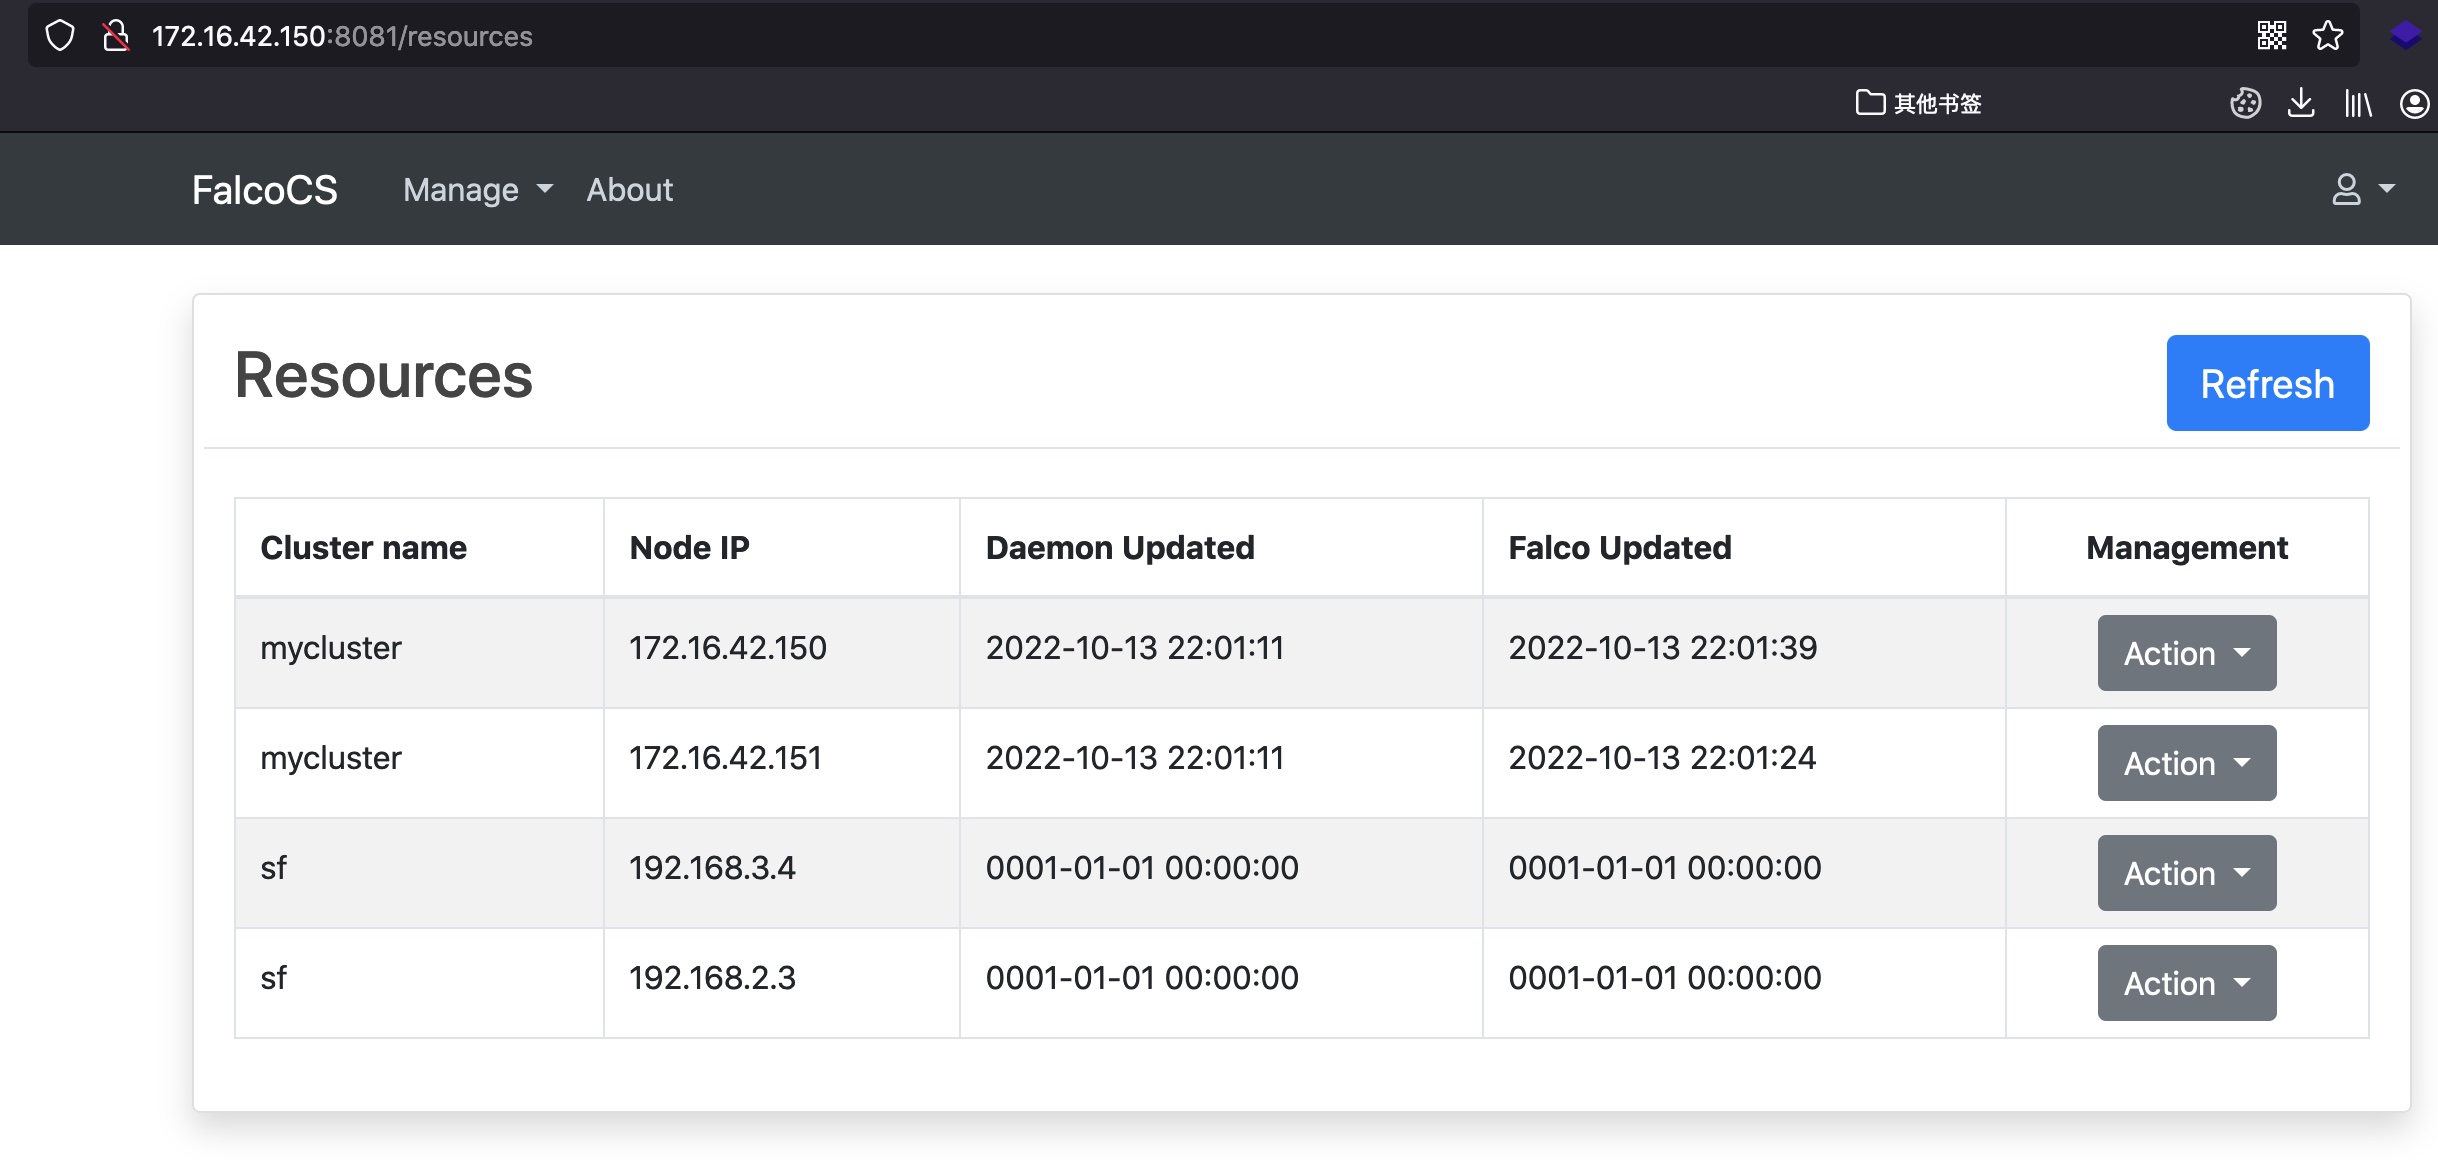 172.16.42.150:8081/resources
其他书签
FalcoCS Manage About
Resources
Refresh
Cluster name Node IP Daemon Updated Falco Updated Management
mycluster 172.16.42.150 2022-10-13 22:01:11 2022-10-13 22:01:39 Action
mycluster 172.16.42.151 2022-10-13 22:01:11 2022-10-13 22:01:24 Action
sf 192.168.3.4 0001-01-01 00:00:00 0001-01-01 00:00:00 Action
sf 192.168.2.3 0001-01-01 00:00:00 0001-01-01 00:00:00 Action